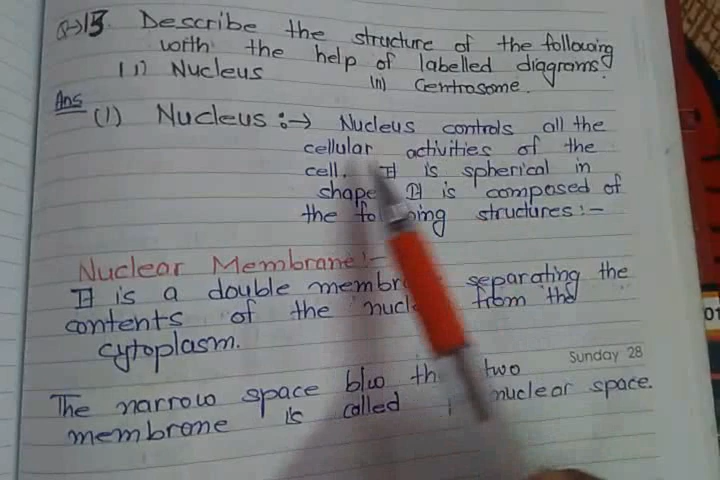 Q→13. Describe the structure of the following
with the help of labelled diagrams.
(i) Nucleus (ii) Centrosome.
Ans (1) Nucleus :→ Nucleus controls all the
cellular activities of the
cell. It is spherical in
shape It is composed of
the structures :-
Nuclear Membrane :-
It is a double separating the
contents of the from the
cytoplasm.
Sunday 28
The narrow space b/w the two
membrane is called nuclear space.
01